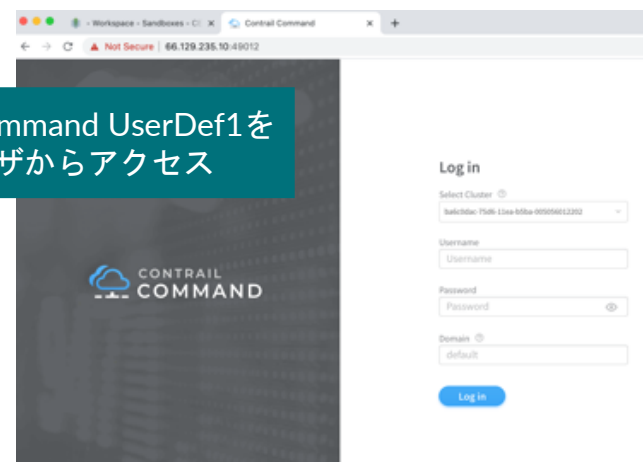 - Workspace - Sandboxes - Cl
Contrail Command
Not Secure | 66.129.235.10:49012
mmand UserDef1を
ザからアクセス
CONTRAIL
COMMAND
Log in
Select Cluster
Username
Username
Password
Password
Domain
default
Log in